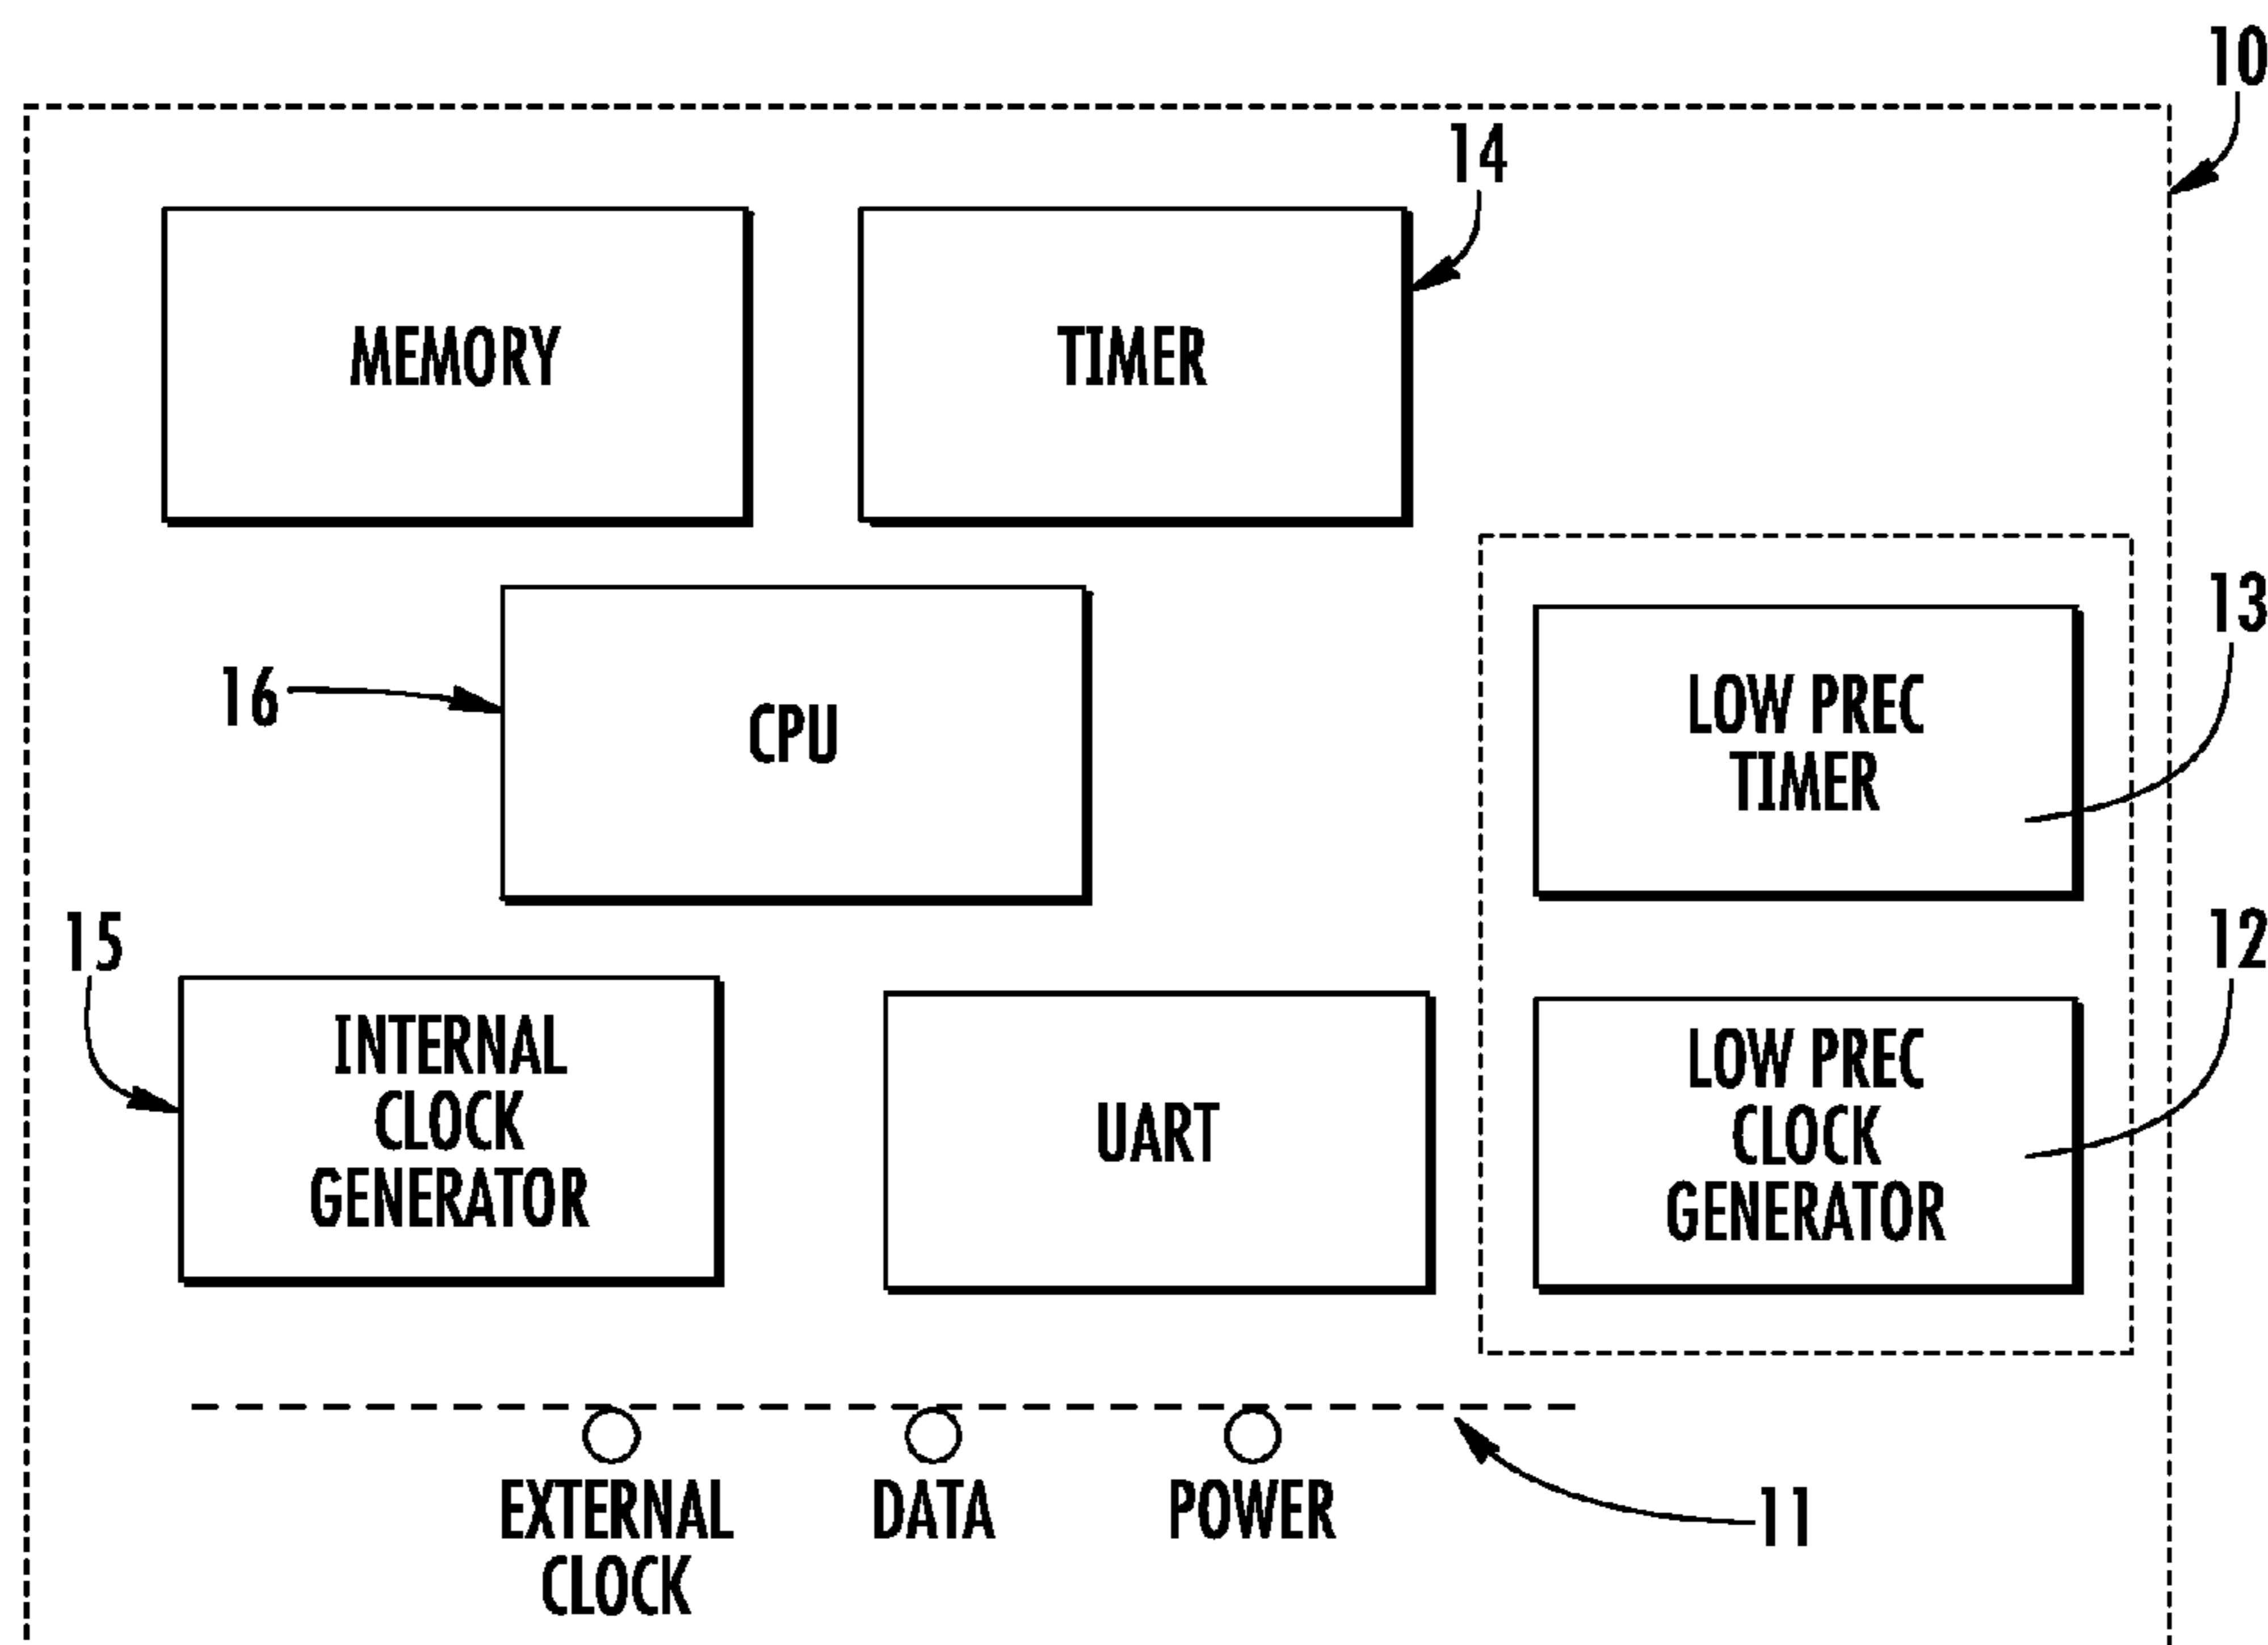 10
14
MEMORY
TIMER
13
16
CPU
LOW PREC
TIMER
15
12
INTERNAL
CLOCK
GENERATOR
UART
LOW PREC
CLOCK
GENERATOR
EXTERNAL
CLOCK
DATA
POWER
11